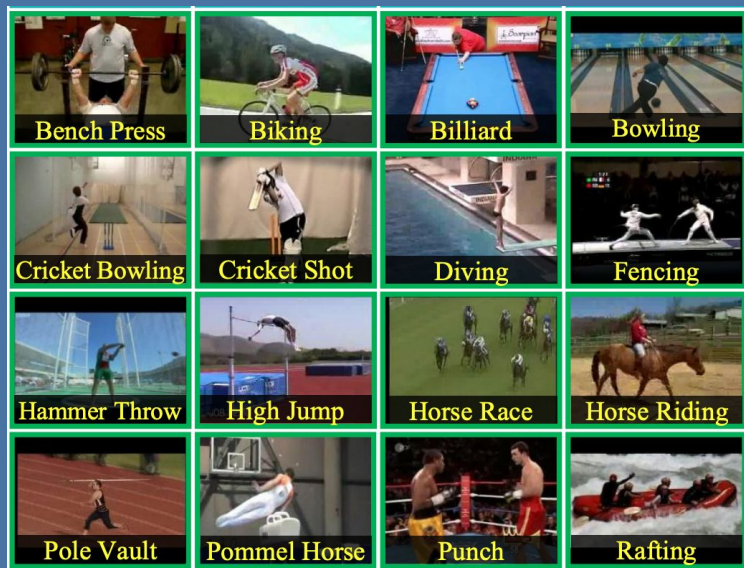 Bench Press
Biking
Billiard
Bowling
Cricket Bowling
Cricket Shot
INDIANA
Diving
Fencing
Hammer Throw
High Jump
Horse Race
Horse Riding
Pole Vault
Pommel Horse
Punch
Rafting